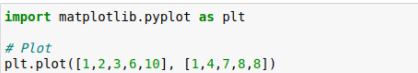 import matplotlib.pyplot as plt
# Plot
plt.plot([1,2,3,6,10], [1,4,7,8,8])